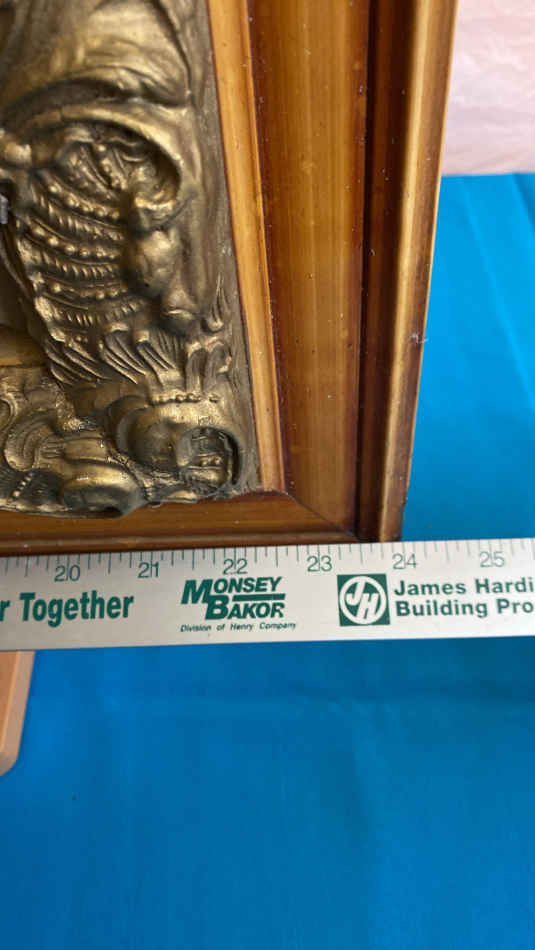 20 21 22 23 24 25
r Together
MONSEY
BAKOR
Division of Henry Company
JH
James Hardi
Building Pro